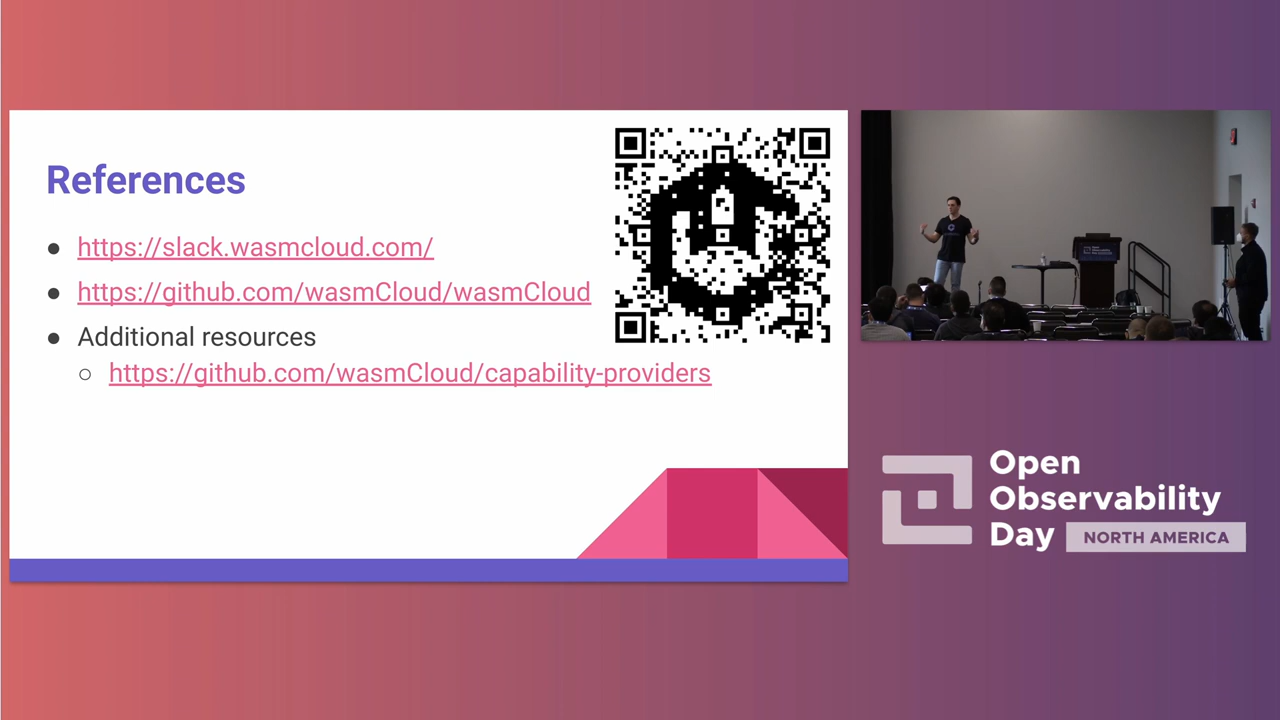 References
https://slack.wasmcloud.com/
https://github.com/wasmCloud/wasmCloud
Additional resources
https://github.com/wasmCloud/capability-providers
Open
Observability
Day
NORTH AMERICA